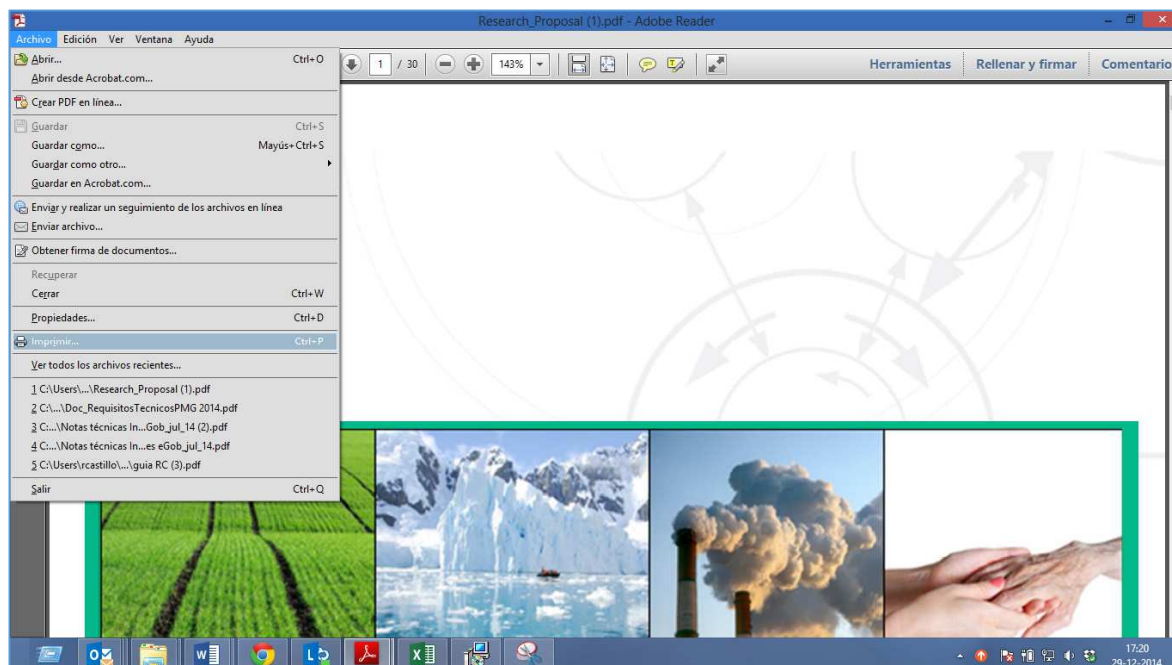 Research_Proposal (1).pdf - Adobe Reader
Archivo Edición Ver Ventana Ayuda
1 / 30 143% Herramientas Rellenar y firmar Comentario
Abrir... Ctrl+O
Abrir desde Acrobat.com...
Crear PDF en línea...
Guardar Ctrl+S
Guardar como... Mayús+Ctrl+S
Guardar como otro...
Guardar en Acrobat.com...
Enviar y realizar un seguimiento de los archivos en línea
Enviar archivo...
Obtener firma de documentos...
Recuperar
Cerrar Ctrl+W
Propiedades... Ctrl+D
Imprimir... Ctrl+P
Ver todos los archivos recientes...
1 C:\Users\...\Research_Proposal (1).pdf
2 C:\...\Doc_RequisitosTecnicosPMG 2014.pdf
3 C:...\Notas técnicas In...Gob_jul_14 (2).pdf
4 C:...\Notas técnicas In...es eGob_jul_14.pdf
5 C:\Users\rcastillo\...\guia RC (3).pdf
Salir Ctrl+Q
17:20
29-12-2014